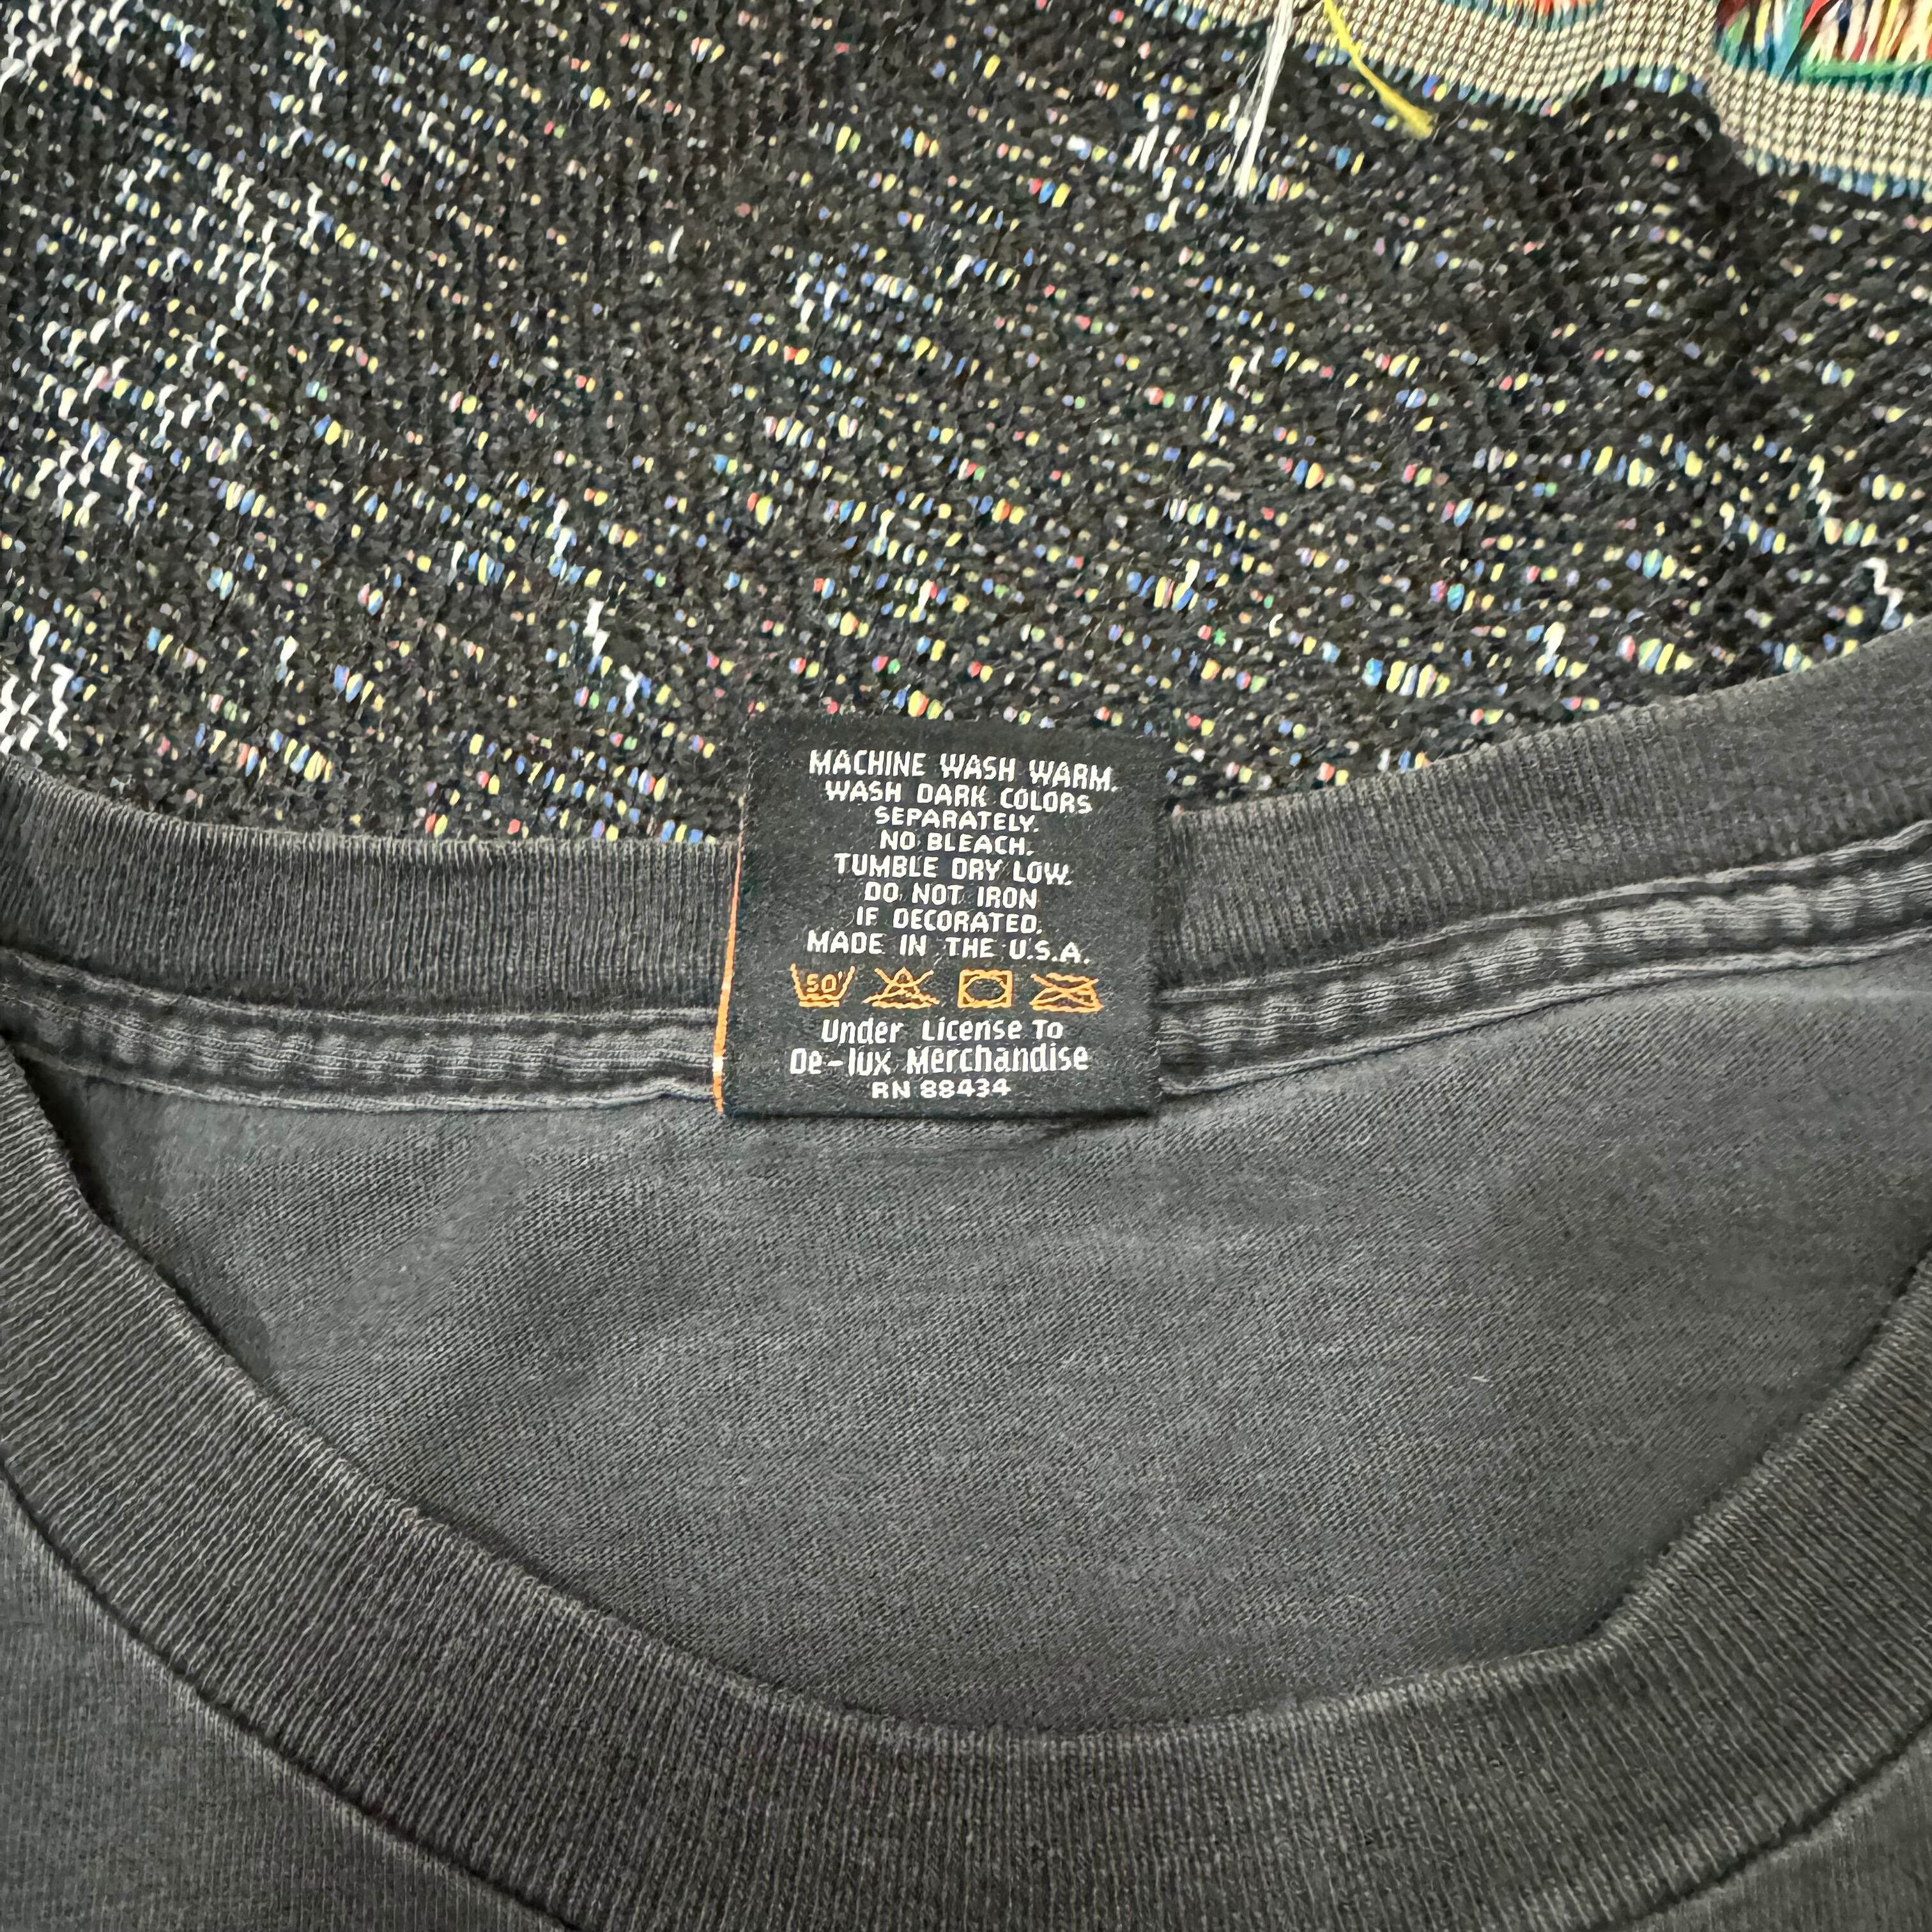 MACHINE WASH WARM.
WASH DARK COLORS
SEPARATELY.
NO BLEACH.
TUMBLE DRY LOW.
DO NOT IRON
IF DECORATED.
MADE IN THE U.S.A.
50°
Under License To
De-lux Merchandise
RN 88434